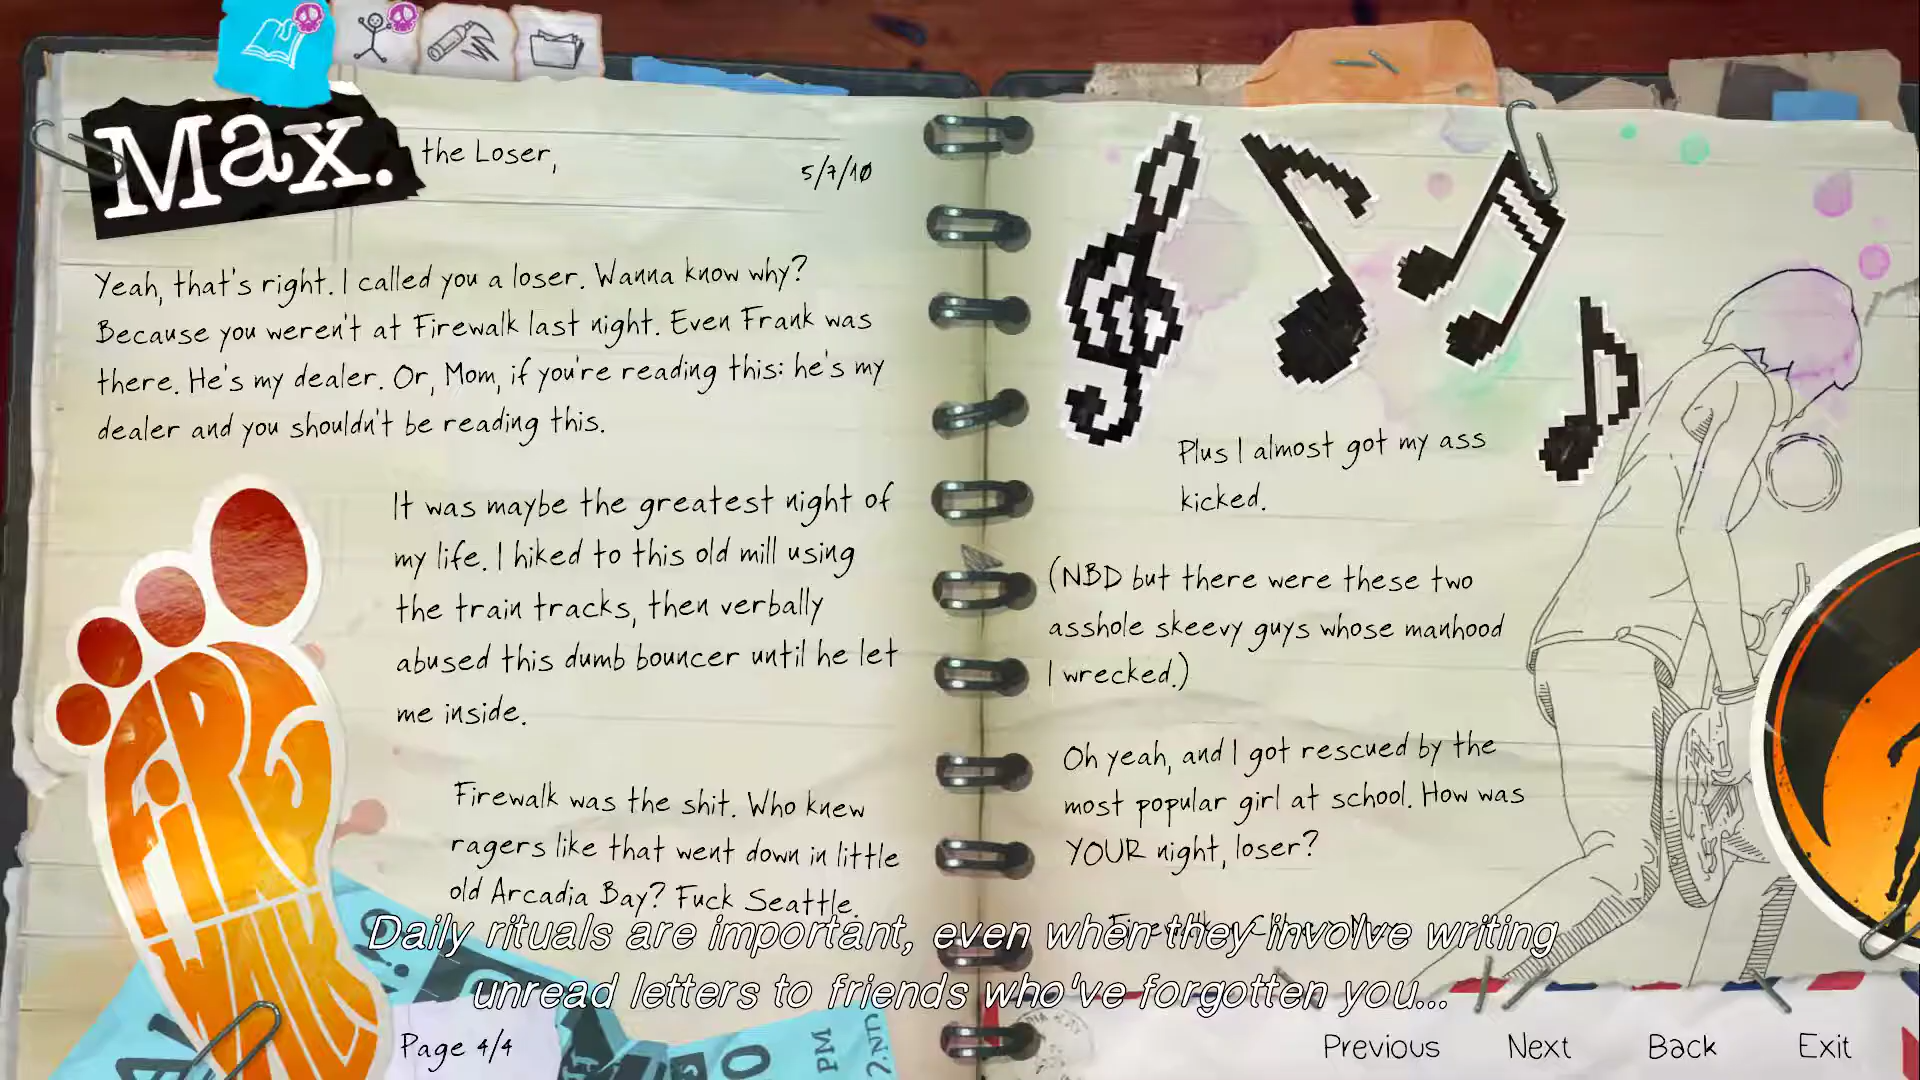 Max.
the Loser,
5/7/10
Yeah, that's right. I called you a loser. Wanna know why?
Because you weren't at Firewalk last night. Even Frank was
there. He's my dealer. Or, Mom, if you're reading this: he's my
dealer and you shouldn't be reading this.
It was maybe the greatest night of
my life. I hiked to this old mill using
the train tracks, then verbally
abused this dumb bouncer until he let
me inside.
Firewalk was the shit. Who knew
ragers like that went down in little
old Arcadia Bay? Fuck Seattle.
FiRe
WALK
PM
Page 4/4
Plus I almost got my ass
kicked.
(NBD but there were these two
asshole skeevy guys whose manhood
I wrecked.)
Oh yeah, and I got rescued by the
most popular girl at school. How was
YOUR night, loser?
Daily rituals are important, even when they involve writing
unread letters to friends who've forgotten you...
Previous Next Back Exit